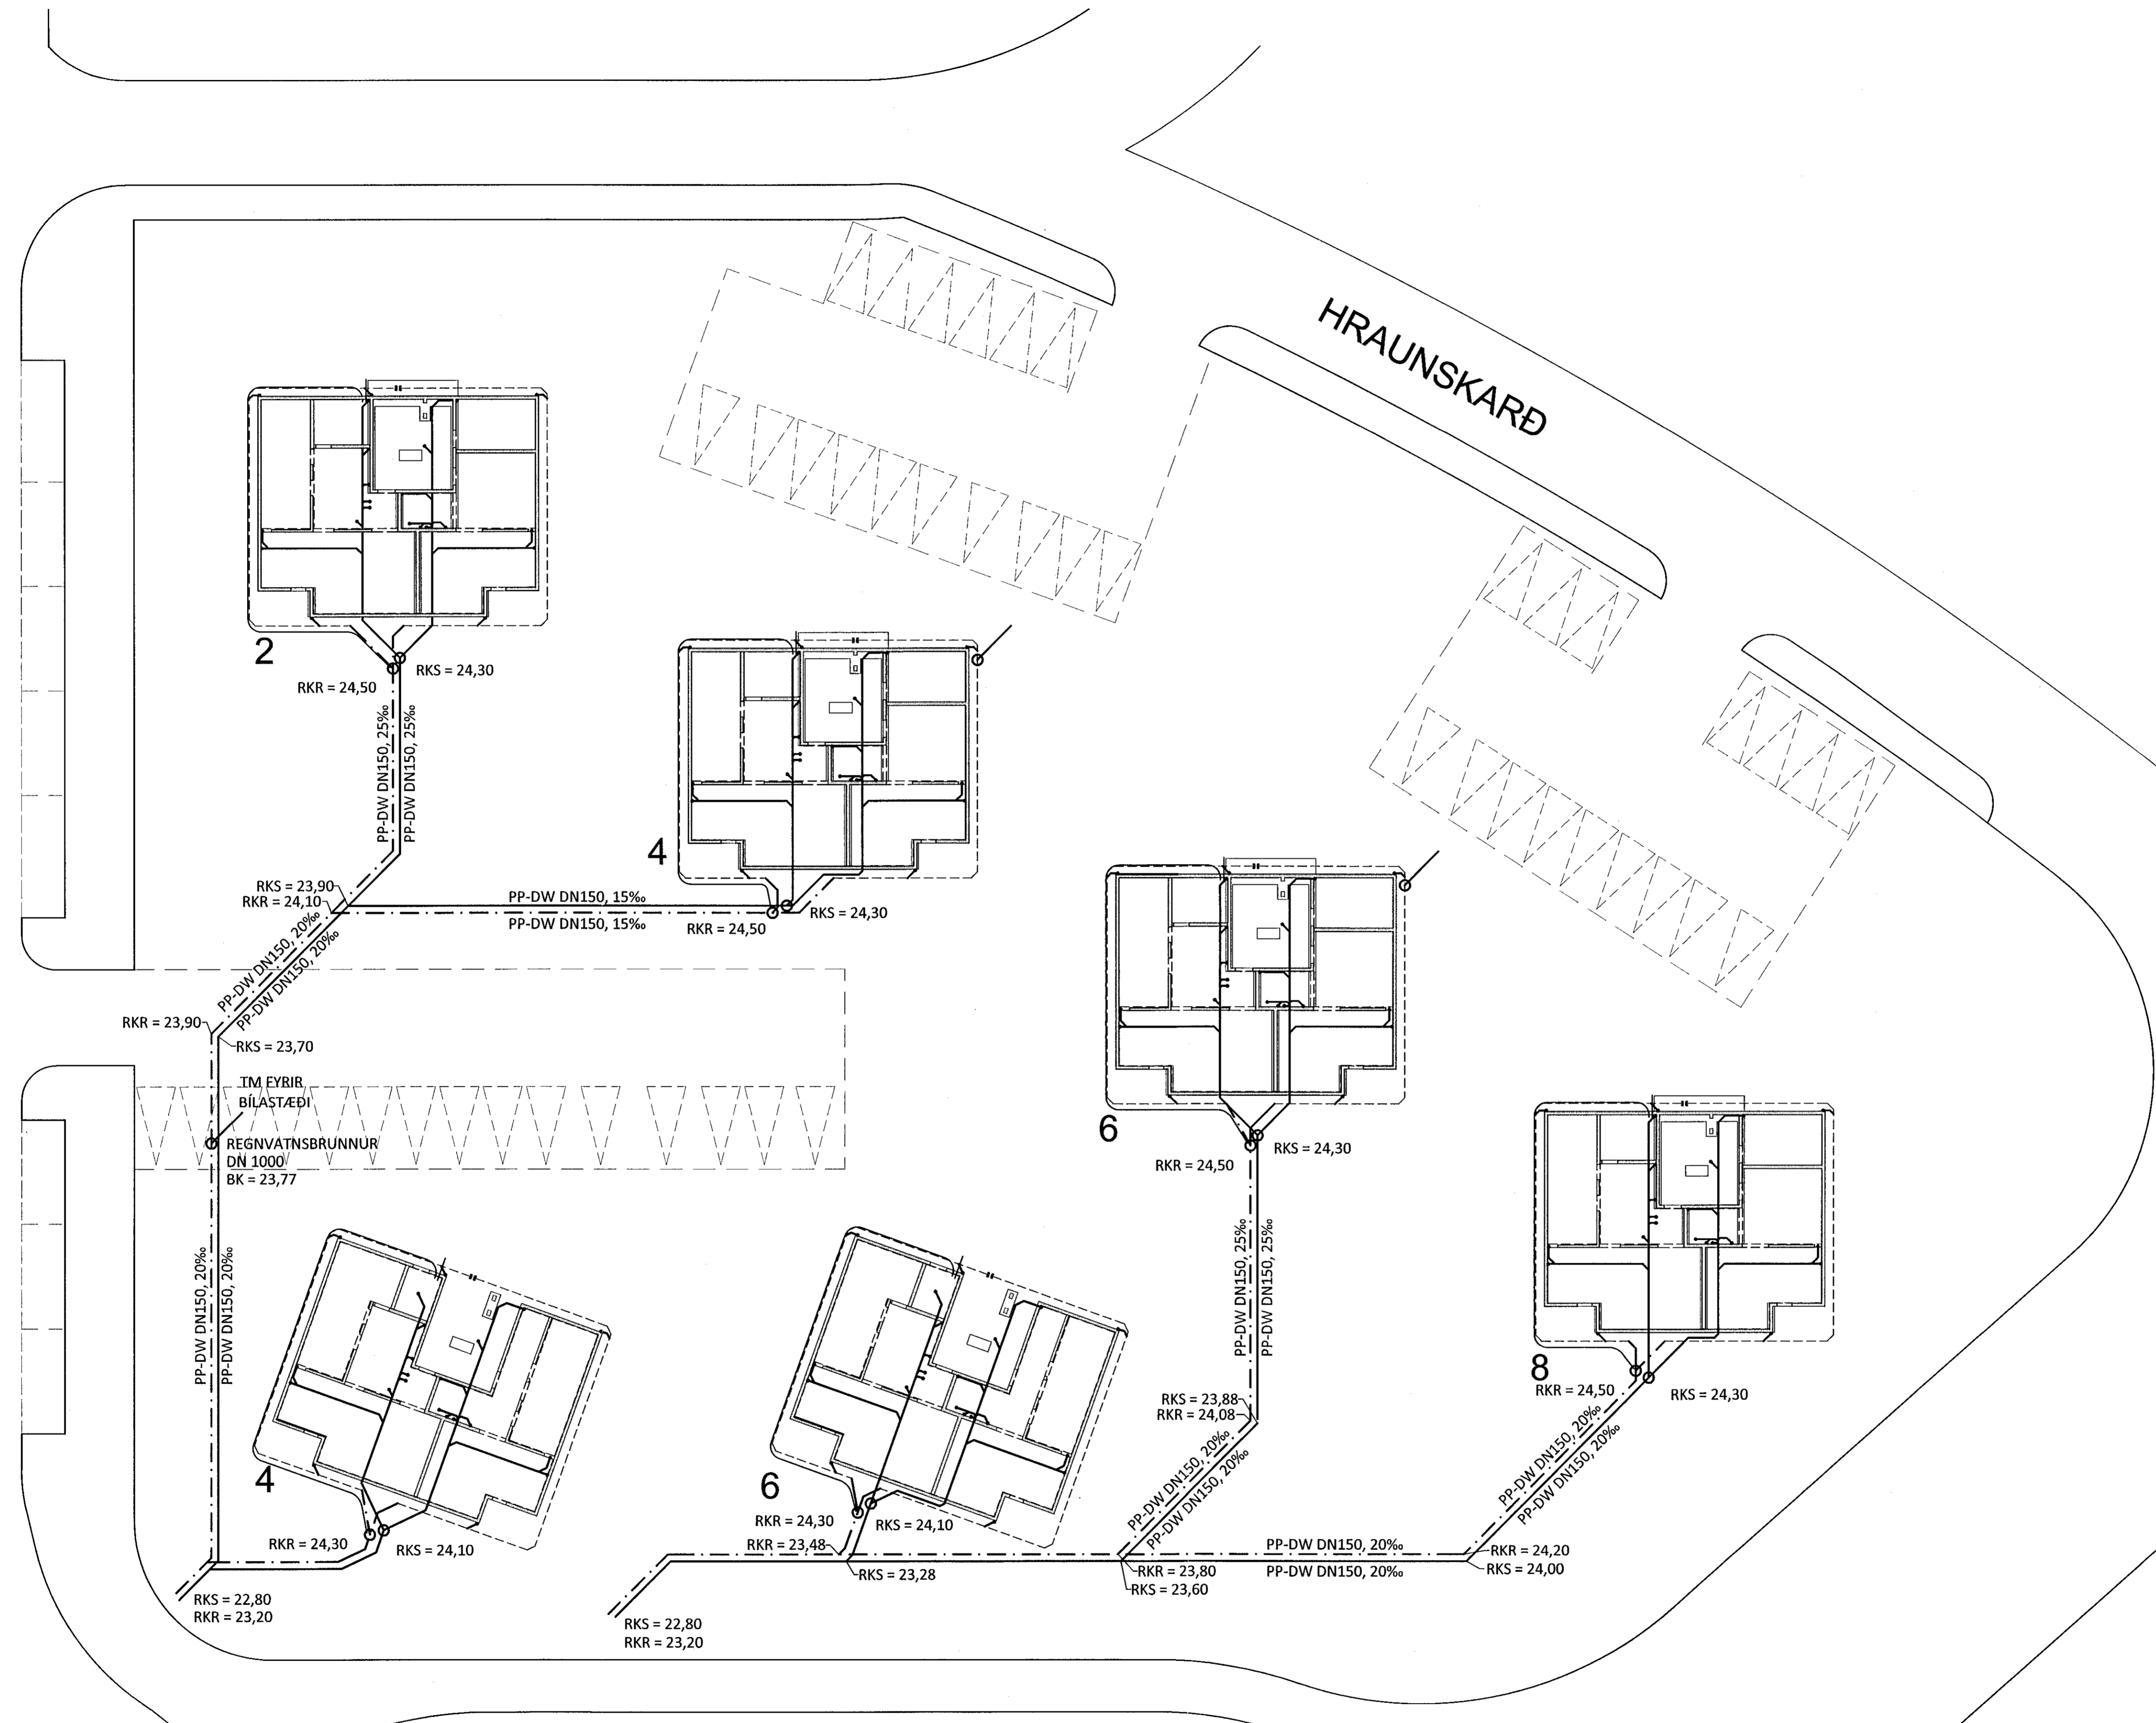 HRAUNSKARÐ
2
RKS = 24,30
RKR = 24,50
PP-DW DN150, 25‰
PP-DW DN150, 25‰
4
RKS = 23,90
RKR = 24,10
PP-DW DN150, 15‰
PP-DW DN150, 15‰
RKS = 24,30
RKR = 24,50
PP-DW DN150, 20‰
PP-DW DN150, 20‰
RKR = 23,90
RKS = 23,70
TM FYRIR
BÍLASTÆÐI
REGNVATNSBRUNNUR
DN 1000
BK = 23,77
6
RKS = 24,30
RKR = 24,50
PP-DW DN150, 20‰
PP-DW DN150, 20‰
PP-DW DN150, 25‰
PP-DW DN150, 25‰
8
RKR = 24,50
RKS = 24,30
RKS = 23,88
RKR = 24,08
PP-DW DN150, 20‰
PP-DW DN150, 20‰
PP-DW DN150, 20‰
PP-DW DN150, 20‰
4
RKR = 24,30
RKS = 24,10
6
RKR = 24,30
RKS = 24,10
RKR = 23,48
RKS = 23,28
PP-DW DN150, 20‰
PP-DW DN150, 20‰
RKR = 24,20
RKS = 24,00
RKR = 23,80
RKS = 23,60
RKS = 22,80
RKR = 23,20
RKS = 22,80
RKR = 23,20